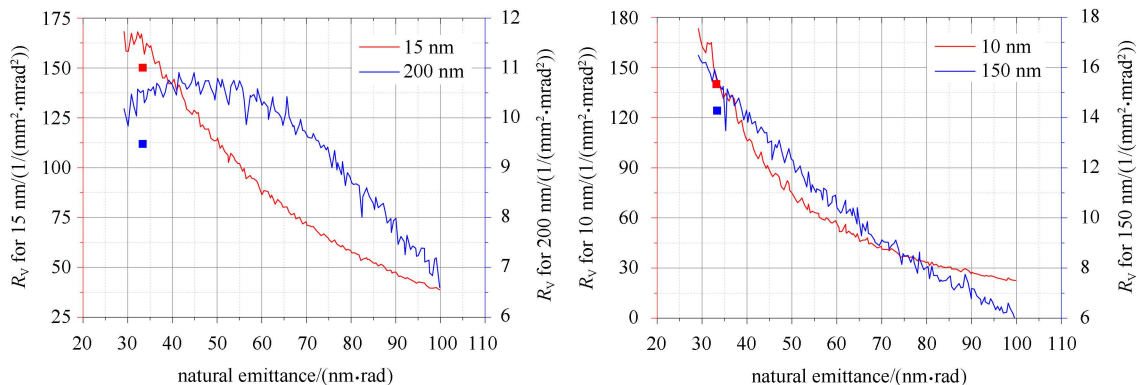 175
150
125
100
75
50
25
12
11
10
9
8
7
6
20 30 40 50 60 70 80 90 100 110
R_V for 15 nm/(1/(mm²·mrad²))
R_V for 200 nm/(1/(mm²·mrad²))
15 nm
200 nm
natural emittance/(nm·rad)
180
150
120
90
60
30
0
18
16
14
12
10
8
6
20 30 40 50 60 70 80 90 100 110
R_V for 10 nm/(1/(mm²·mrad²))
R_V for 150 nm/(1/(mm²·mrad²))
10 nm
150 nm
natural emittance/(nm·rad)